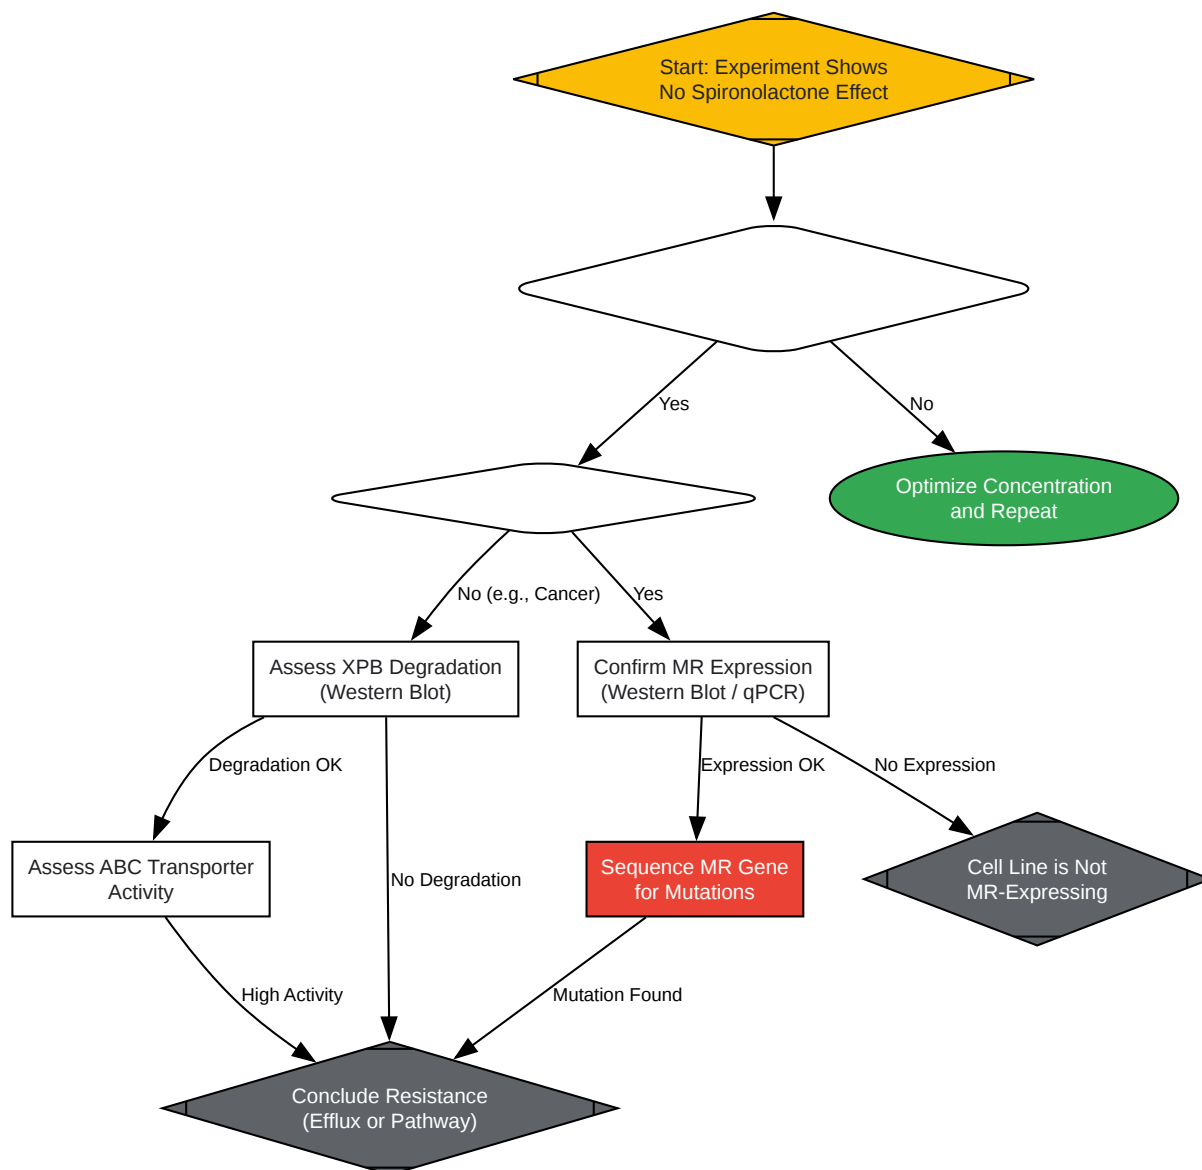 Start: Experiment Shows
No Spironolactone Effect
Yes
No
Optimize Concentration
and Repeat
No (e.g., Cancer)
Yes
Assess XPB Degradation
(Western Blot)
Confirm MR Expression
(Western Blot / qPCR)
Degradation OK
Expression OK
No Expression
Assess ABC Transporter
Activity
No Degradation
Sequence MR Gene
for Mutations
Cell Line is Not
MR-Expressing
High Activity
Mutation Found
Conclude Resistance
(Efflux or Pathway)